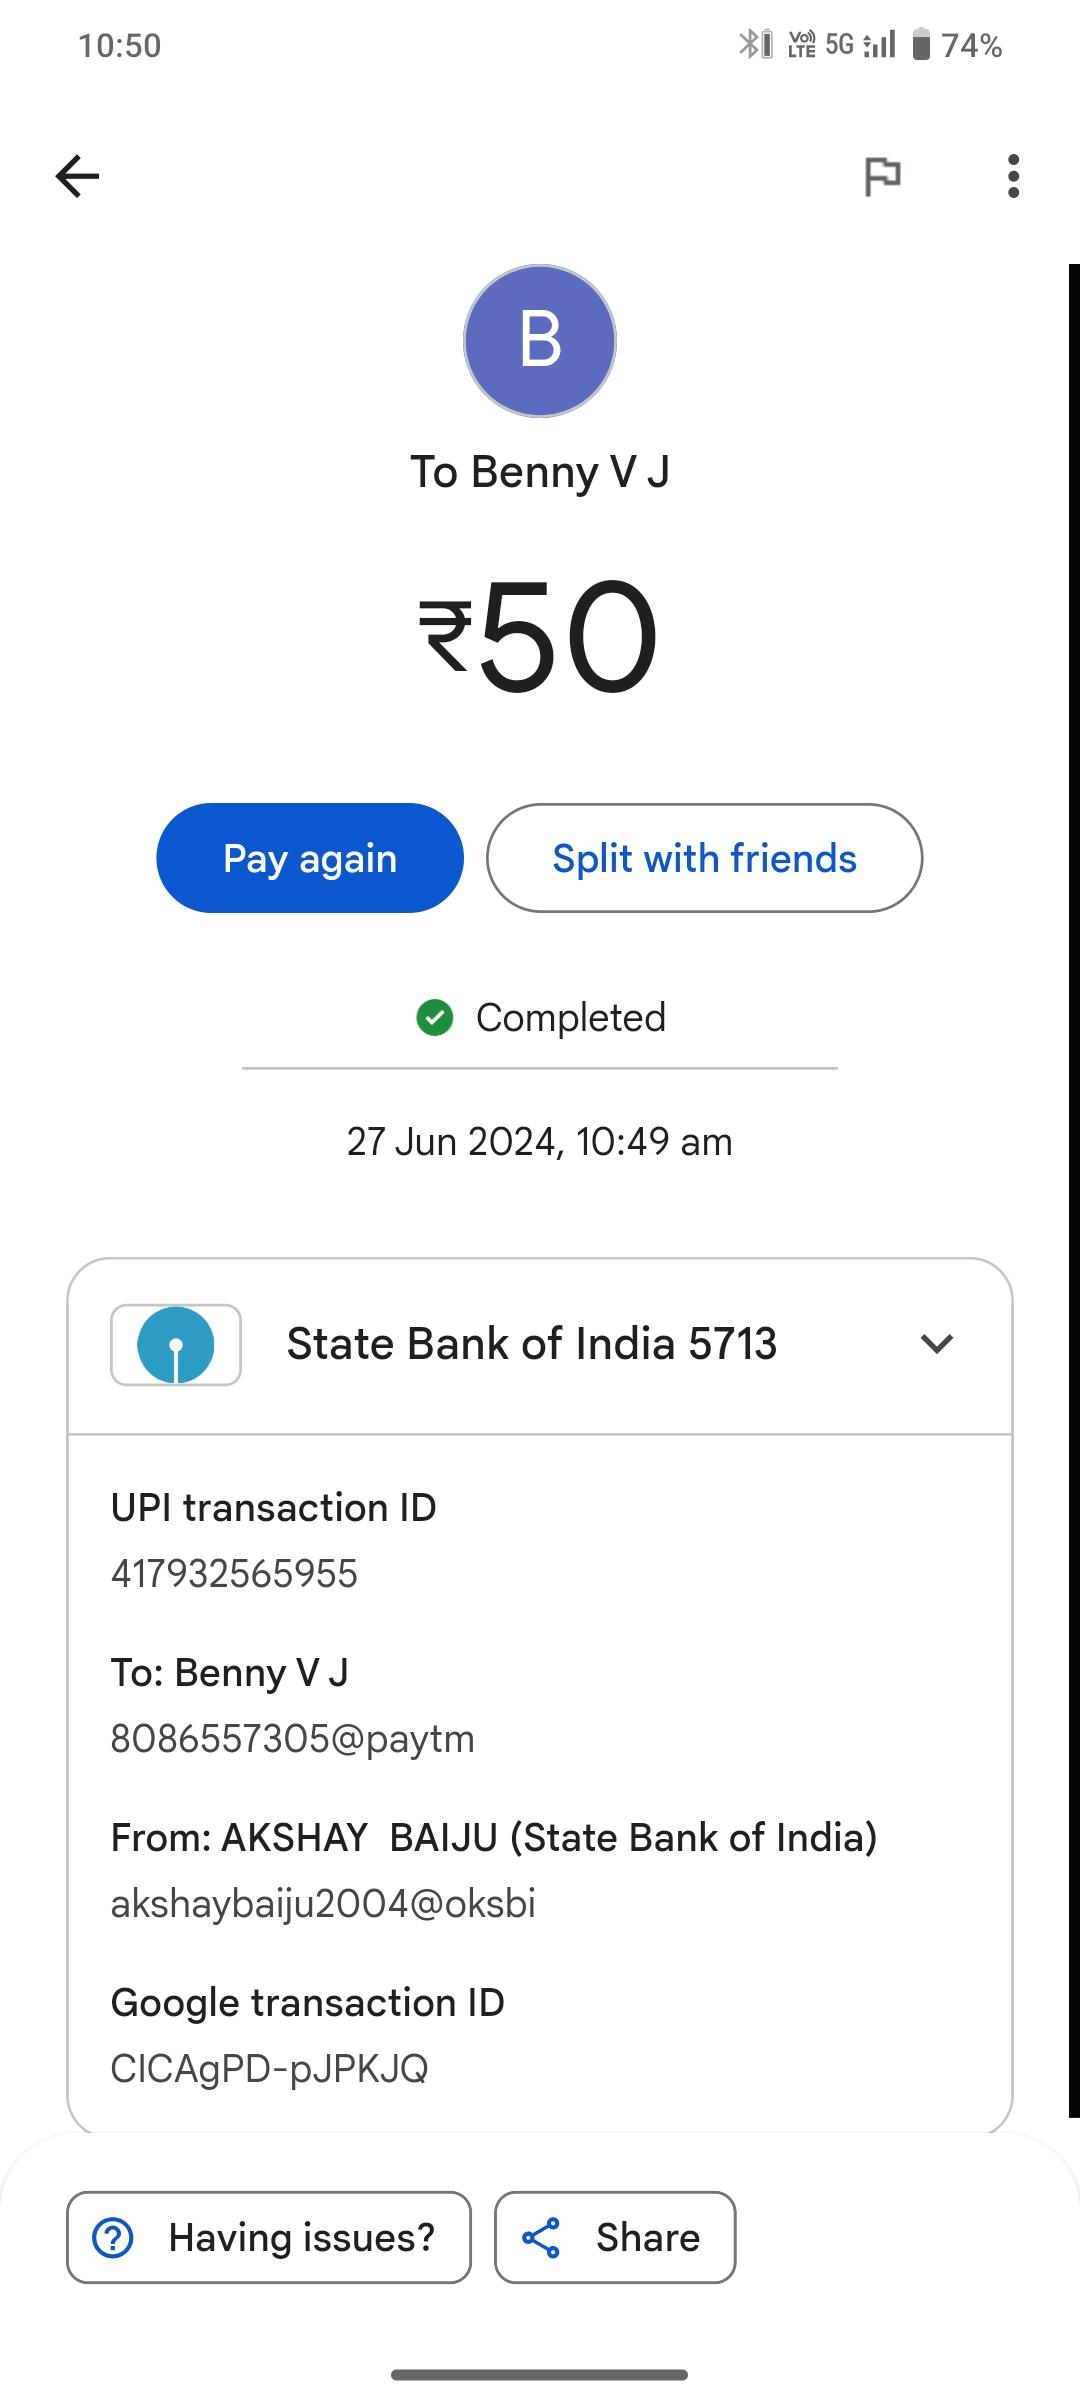 10:50 Vo)) LTE 5G 74%
B
To Benny V J
₹50
Pay again Split with friends
Completed
27 Jun 2024, 10:49 am
State Bank of India 5713
UPI transaction ID
417932565955
To: Benny V J
8086557305@paytm
From: AKSHAY  BAIJU (State Bank of India)
akshaybaiju2004@oksbi
Google transaction ID
CICAgPD-pJPKJQ
Having issues? Share